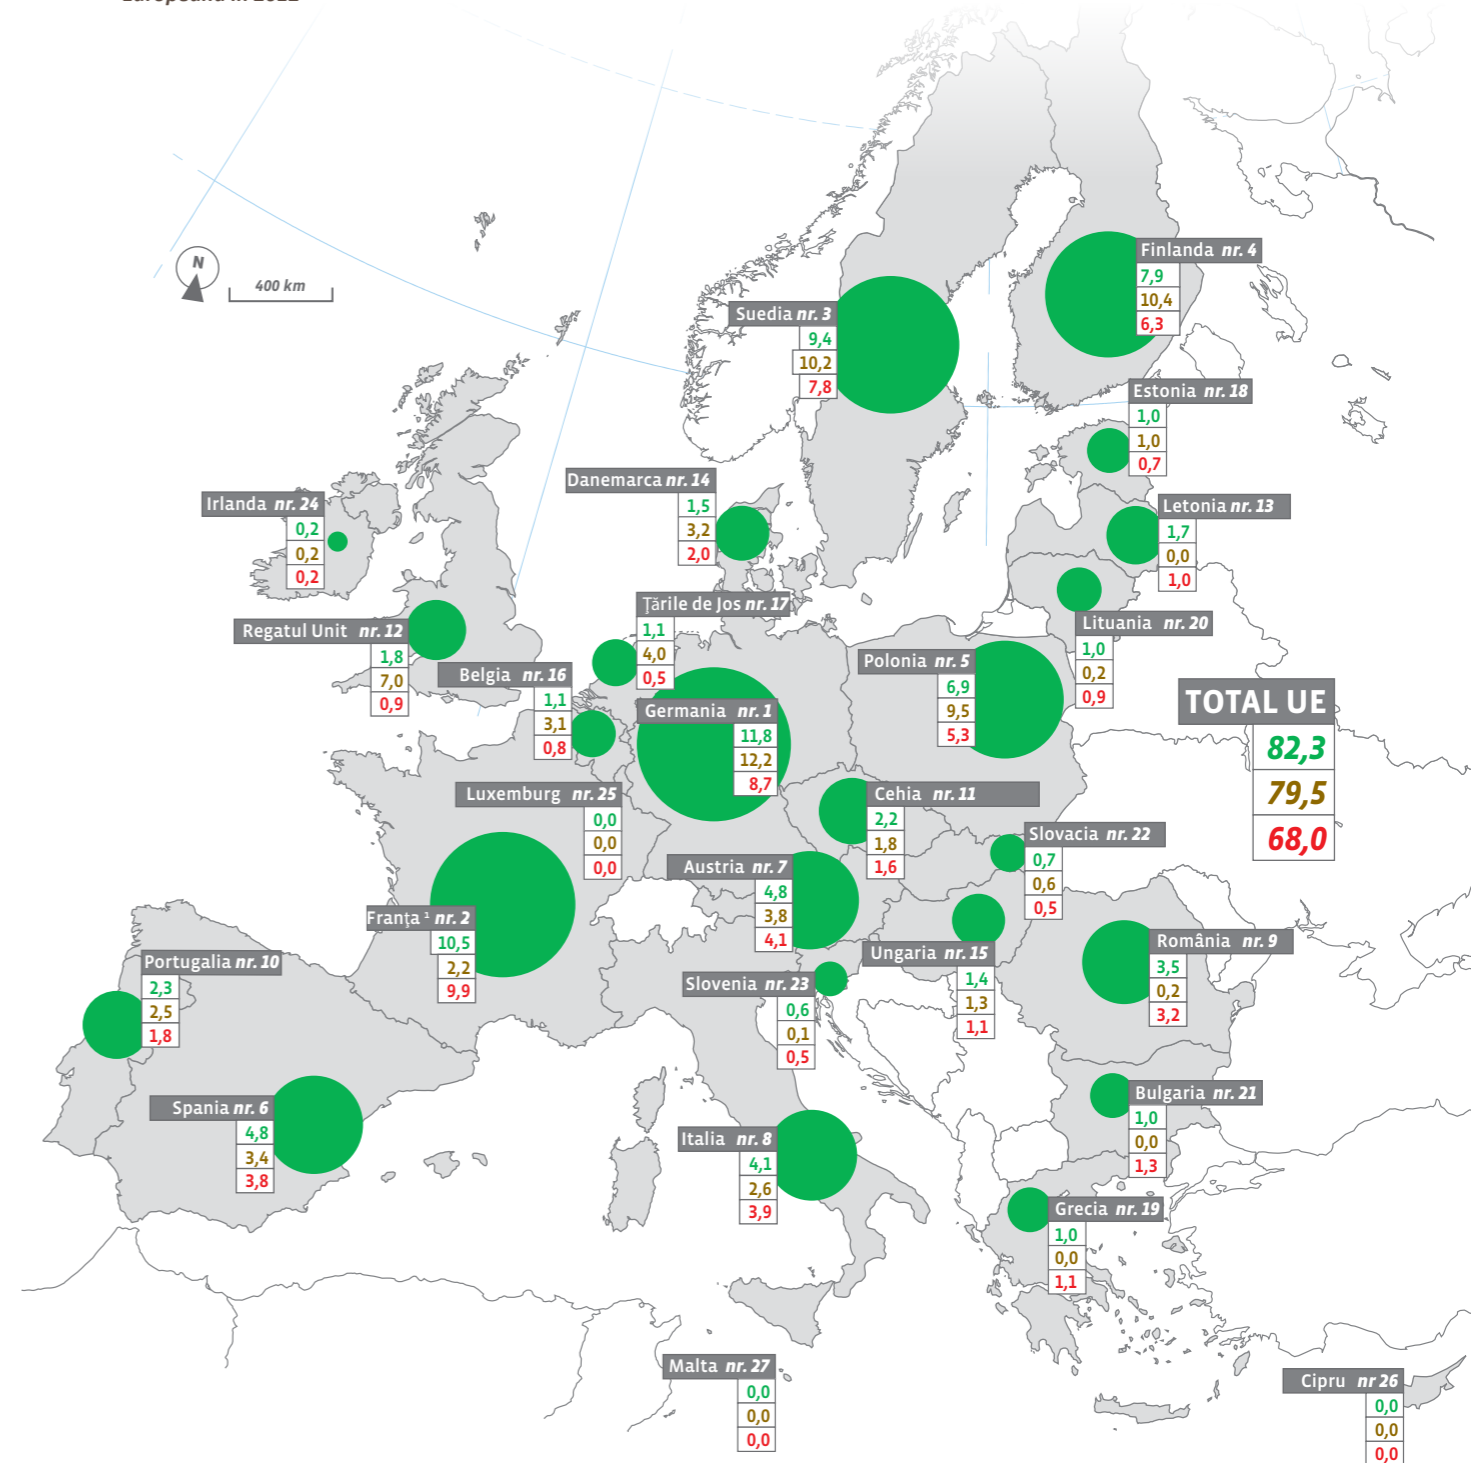 N
400 km
Finlanda nr. 4
7,9
10,4
6,3
Suedia nr. 3
9,4
10,2
7,8
Estonia nr. 18
1,0
1,0
0,7
Danemarca nr. 14
1,5
3,2
2,0
Irlanda nr. 24
0,2
0,2
0,2
Letonia nr. 13
1,7
0,0
1,0
Țările de Jos nr. 17
1,1
4,0
0,5
Regatul Unit nr. 12
1,8
7,0
0,9
Lituania nr. 20
1,0
0,2
0,9
Belgia nr. 16
1,1
3,1
0,8
Polonia nr. 5
6,9
9,5
5,3
Germania nr. 1
11,8
12,2
8,7
TOTAL UE
82,3
79,5
68,0
Luxemburg nr. 25
0,0
0,0
0,0
Cehia nr. 11
2,2
1,8
1,6
Slovacia nr. 22
0,7
0,6
0,5
Austria nr. 7
4,8
3,8
4,1
Franța ¹ nr. 2
10,5
2,2
9,9
Ungaria nr. 15
1,4
1,3
1,1
România nr. 9
3,5
0,2
3,2
Portugalia nr. 10
2,3
2,5
1,8
Slovenia nr. 23
0,6
0,1
0,5
Spania nr. 6
4,8
3,4
3,8
Bulgaria nr. 21
1,0
0,0
1,3
Italia nr. 8
4,1
2,6
3,9
Grecia nr. 19
1,0
0,0
1,1
Malta nr. 27
0,0
0,0
0,0
Cipru nr 26
0,0
0,0
0,0